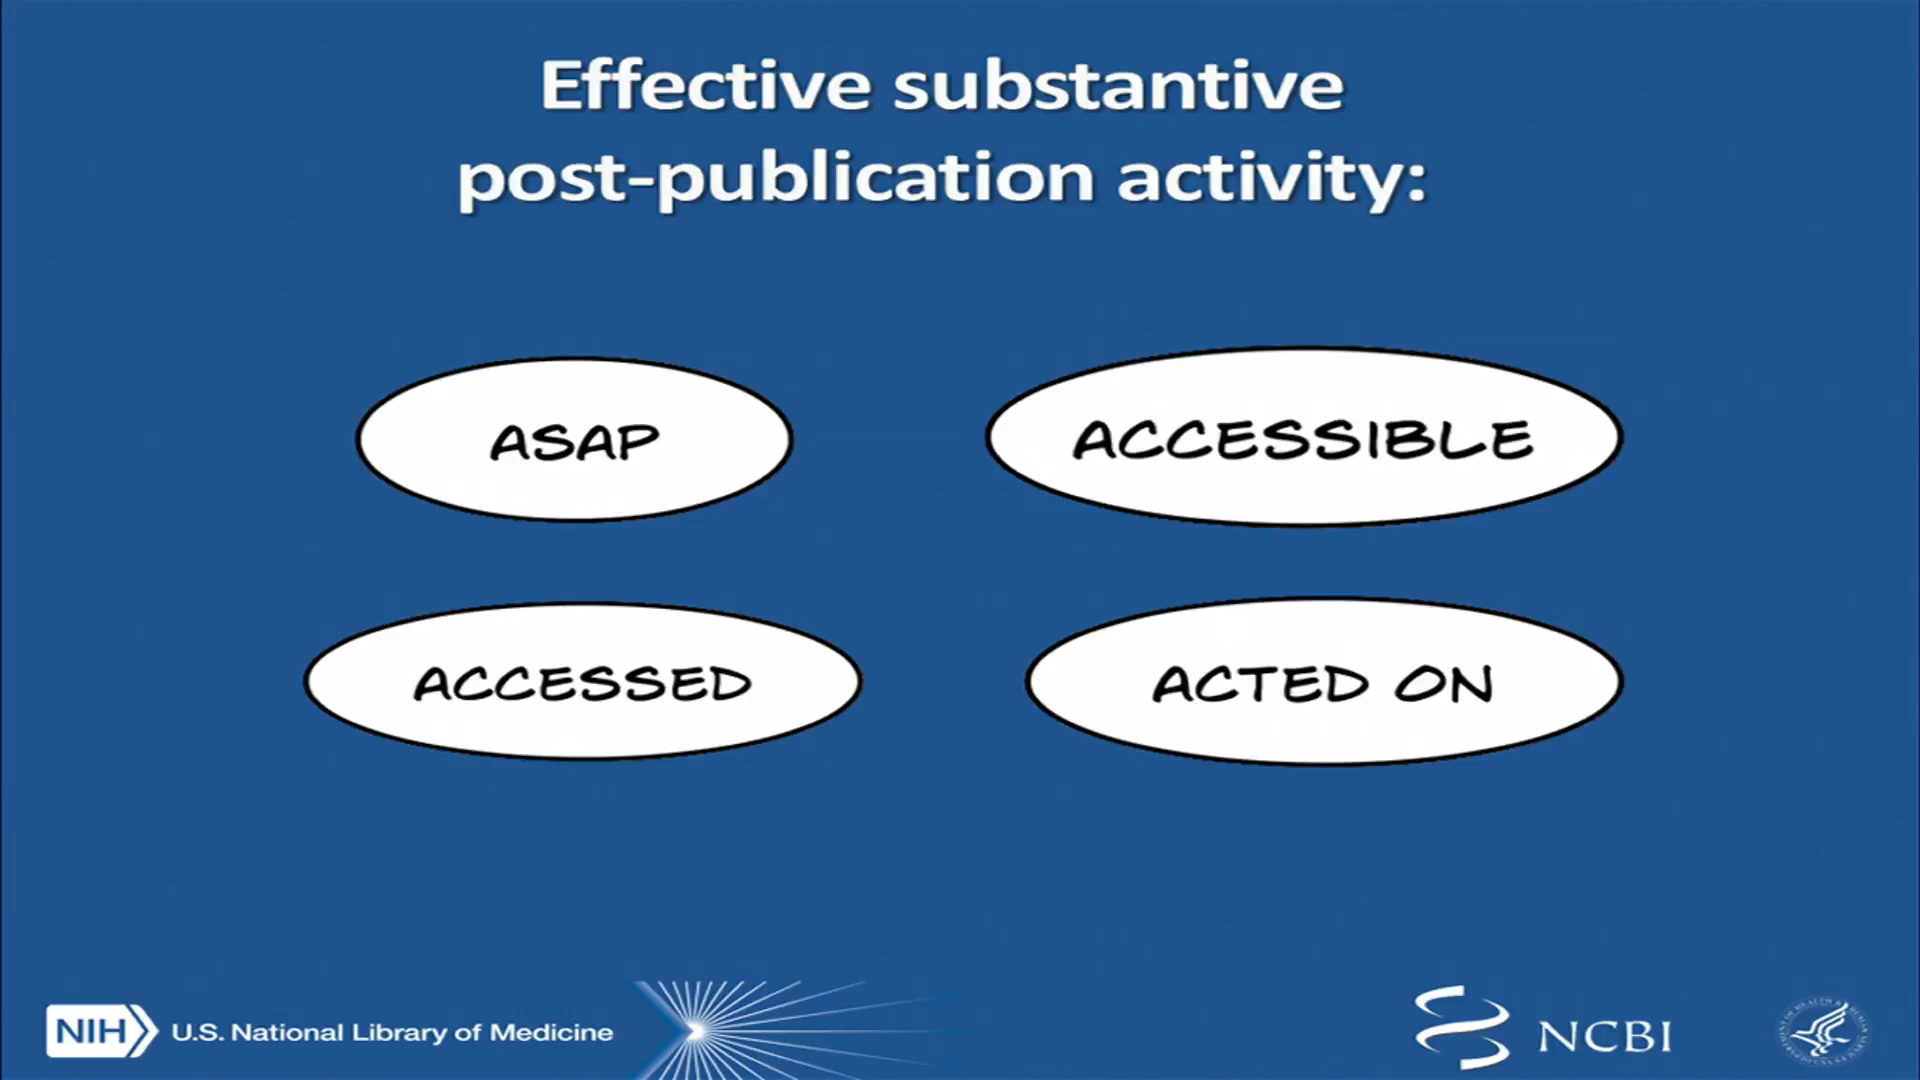 Effective substantive
post-publication activity:
ASAP
ACCESSIBLE
ACCESSED
ACTED ON
NIH U.S. National Library of Medicine
NCBI